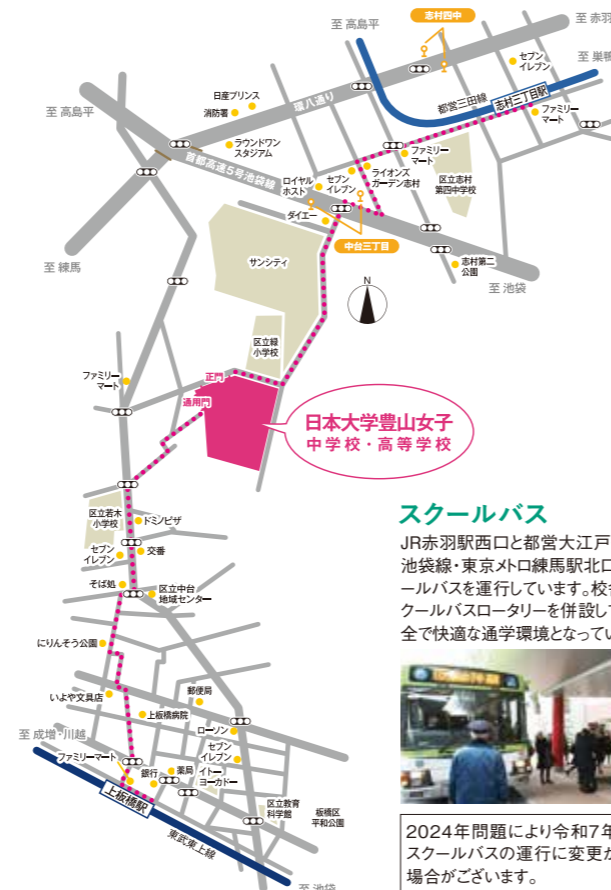 至 高島平
志村四中
至 赤羽
至 巣鴨
セブン
イレブン
日産プリンス
消防署
環八通り
都営三田線
志村三丁目駅
ファミリー
マート
至 高島平
ラウンドワン
スタジアム
首都高速5号池袋線
ロイヤル
ホスト
セブン
イレブン
ファミリー
マート
ライオンズ
ガーデン志村
区立志村
第四中学校
ダイエー
中台三丁目
至 練馬
サンシティ
志村第二
公園
至 池袋
N
区立緑
小学校
ファミリー
マート
正門
通用門
日本大学豊山女子
中学校・高等学校
区立若木
小学校
ドミノピザ
セブン
イレブン
交番
そば処
区立中台
地域センター
にりんそう公園
いよや文具店
郵便局
上板橋病院
ローソン
至 成増・川越
セブン
イレブン
ファミリーマート
銀行
薬局
イトー
ヨーカドー
上板橋駅
区立教育
科学館
板橋区
平和公園
東武東上線
至 池袋
スクールバス
JR赤羽駅西口と都営大江戸
池袋線・東京メトロ練馬駅北口
ールバスを運行しています。校舎
クールバスロータリーを併設して
全で快適な通学環境となってい
2024年問題により令和7年
スクールバスの運行に変更が
場合がございます。